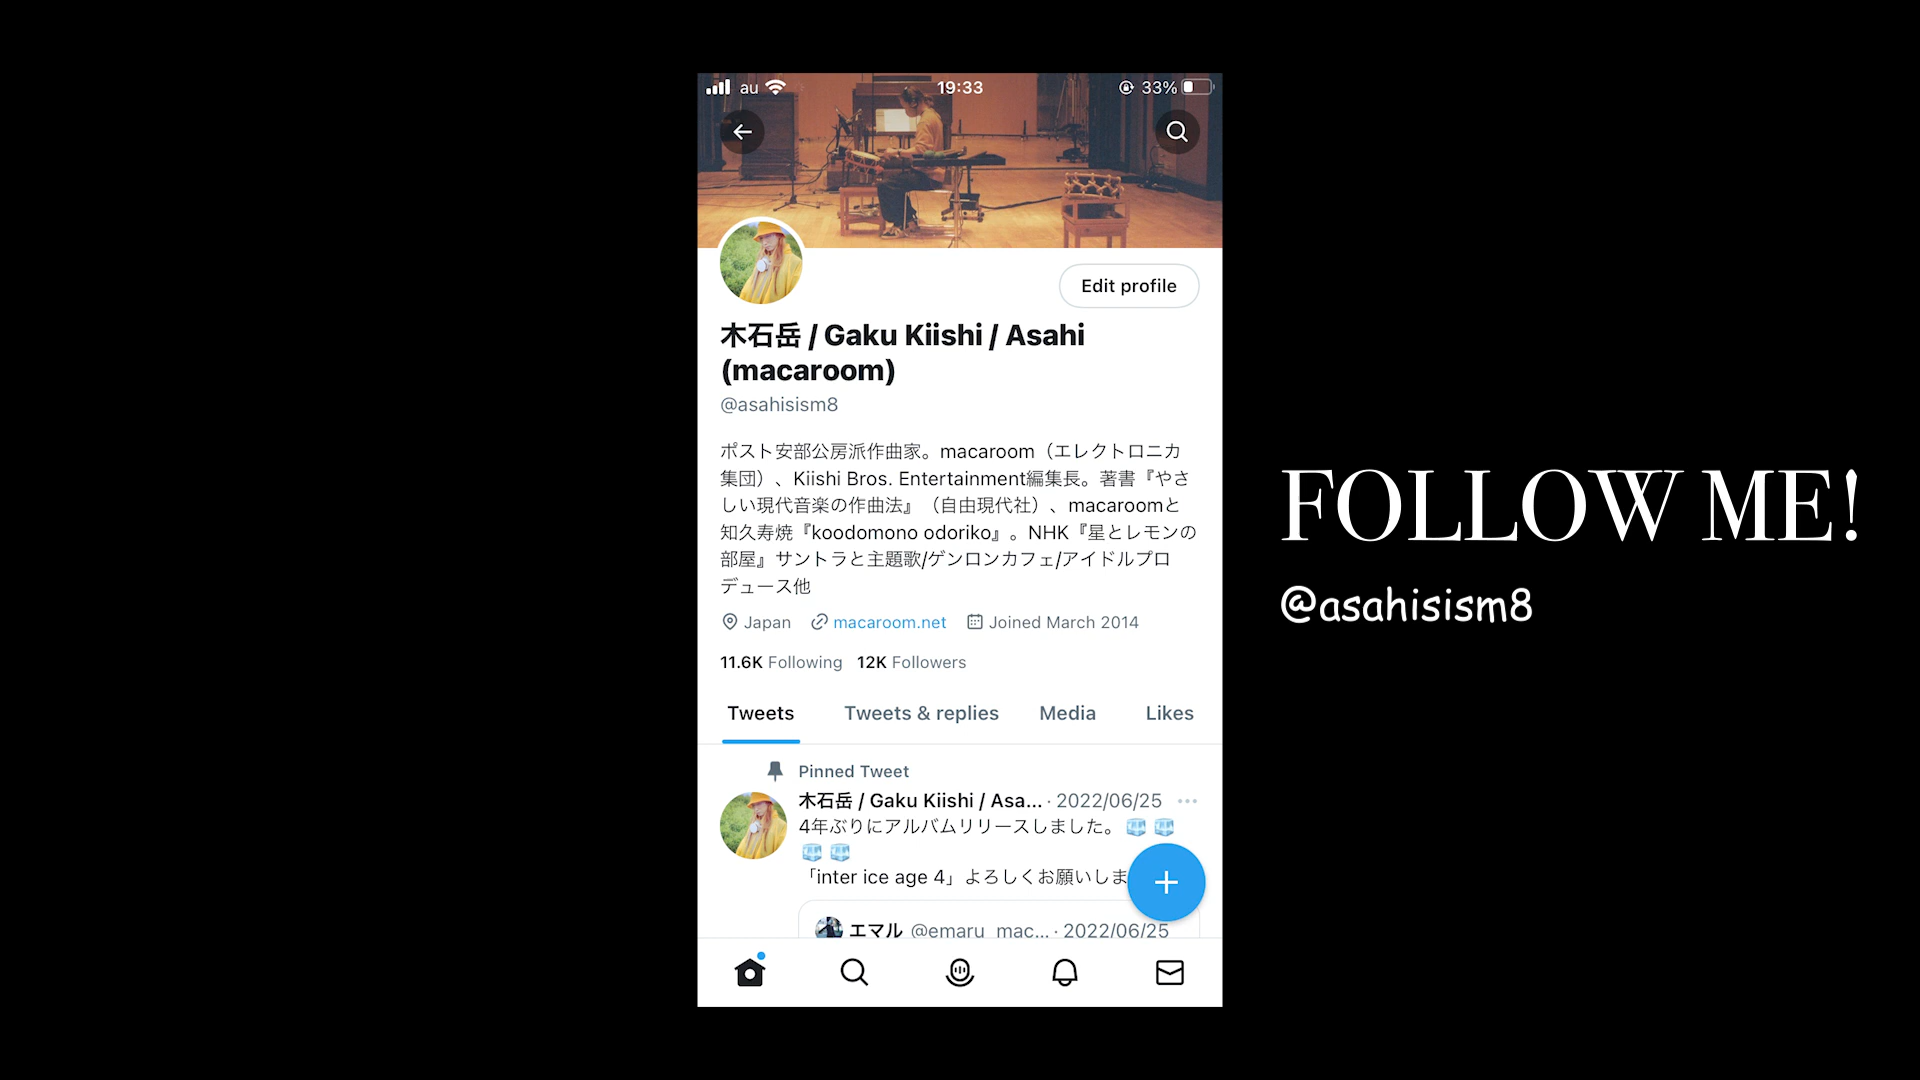 au 19:33 33%
Edit profile
木石岳 / Gaku Kiishi / Asahi
(macaroom)
@asahisism8
ポスト安部公房派作曲家。macaroom（エレクトロニカ
集団）、Kiishi Bros. Entertainment編集長。著書『やさ
しい現代音楽の作曲法』（自由現代社）、macaroomと
知久寿焼『koodomono odoriko』。NHK『星とレモンの
部屋』サントラと主題歌/ゲンロンカフェ/アイドルプロ
デュース他
Japan macaroom.net Joined March 2014
11.6K Following 12K Followers
Tweets Tweets & replies Media Likes
Pinned Tweet
木石岳 / Gaku Kiishi / Asa... · 2022/06/25
4年ぶりにアルバムリリースしました。🧊🧊
🧊🧊
「inter ice age 4」よろしくお願いしま
エマル @emaru_mac... · 2022/06/25
FOLLOW ME!
@asahisism8